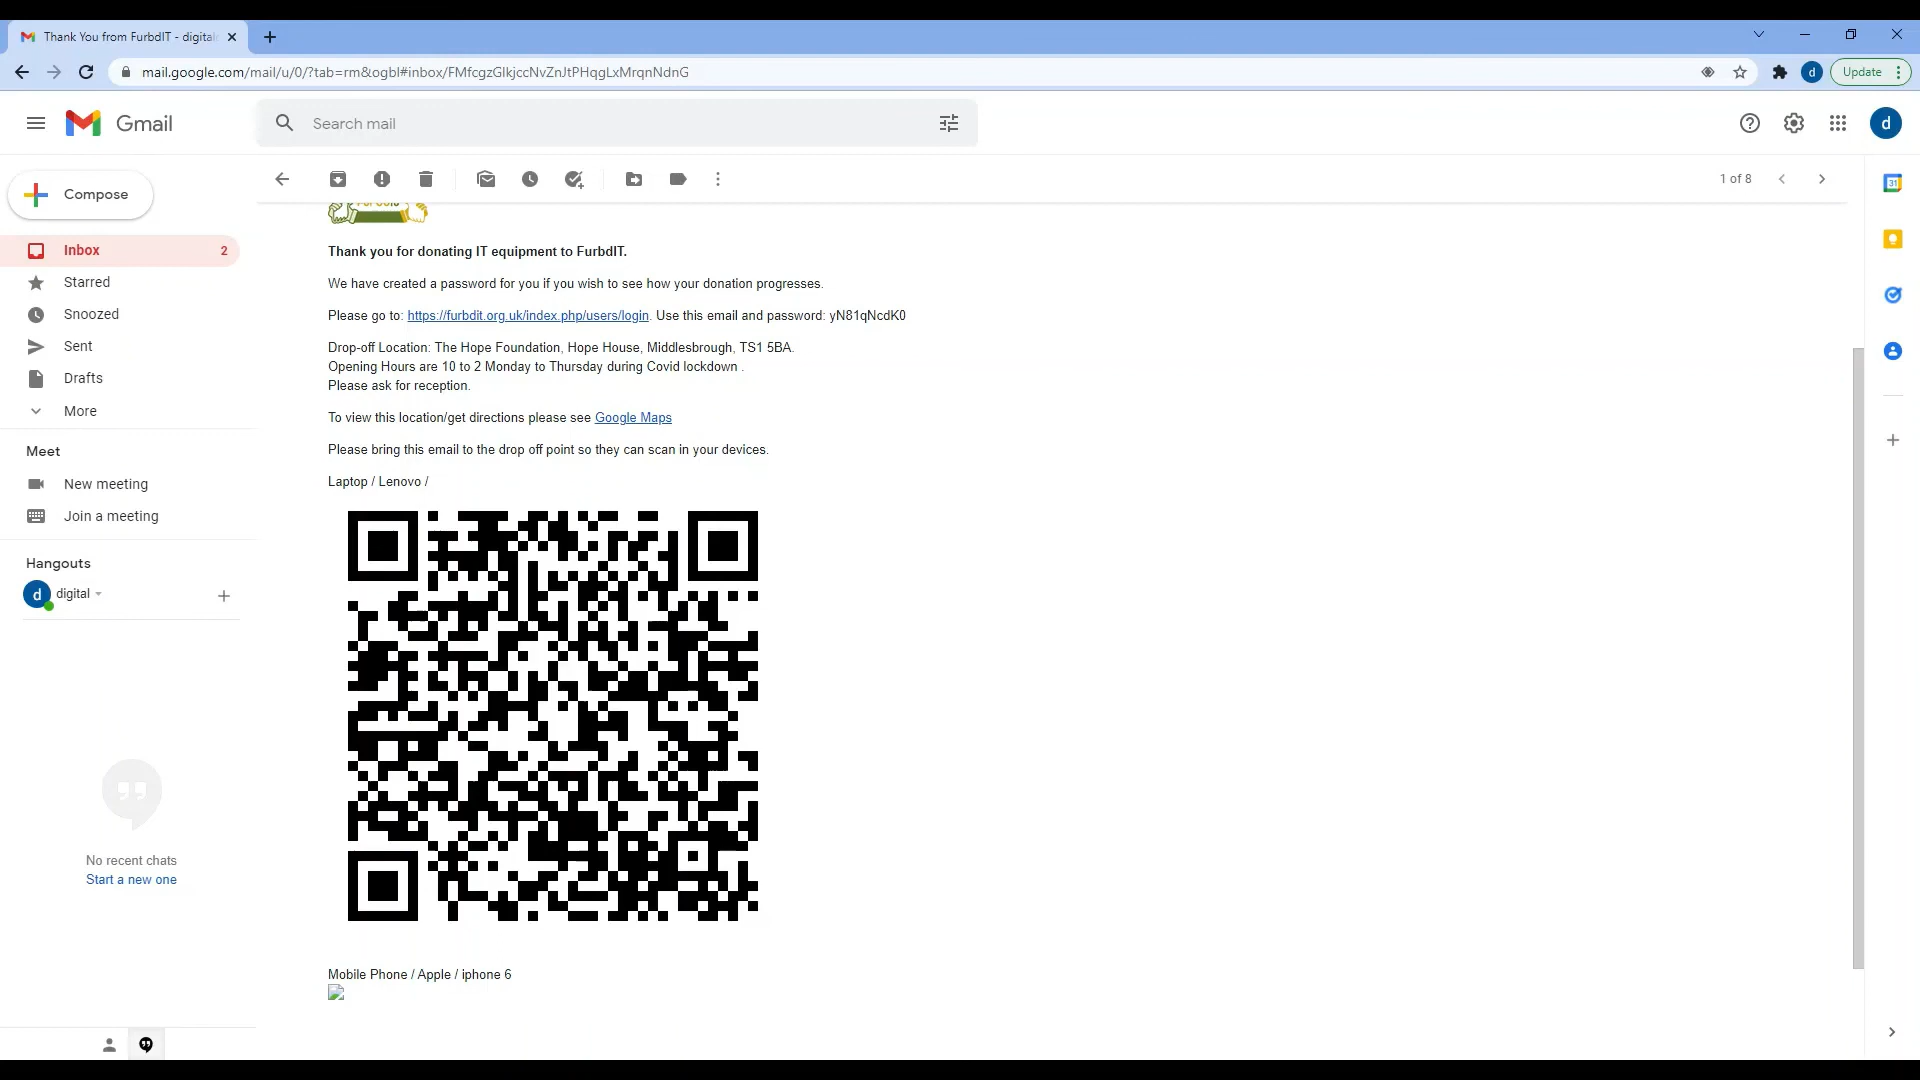 Thank You from FurbdIT - digital
mail.google.com/mail/u/0/?tab=rm&ogbl#inbox/FMfcgzGlkjccNvZnJtPHqgLxMrqnNdnG
d
Update
Gmail
Search mail
d
Compose
1 of 8
31
Inbox 2
Starred
Snoozed
Sent
Drafts
More
Meet
New meeting
Join a meeting
Hangouts
d digital
No recent chats
Start a new one
Thank you for donating IT equipment to FurbdIT.
We have created a password for you if you wish to see how your donation progresses.
Please go to: https://furbdit.org.uk/index.php/users/login. Use this email and password: yN81qNcdK0
Drop-off Location: The Hope Foundation, Hope House, Middlesbrough, TS1 5BA.
Opening Hours are 10 to 2 Monday to Thursday during Covid lockdown .
Please ask for reception.
To view this location/get directions please see Google Maps
Please bring this email to the drop off point so they can scan in your devices.
Laptop / Lenovo /
Mobile Phone / Apple / iphone 6